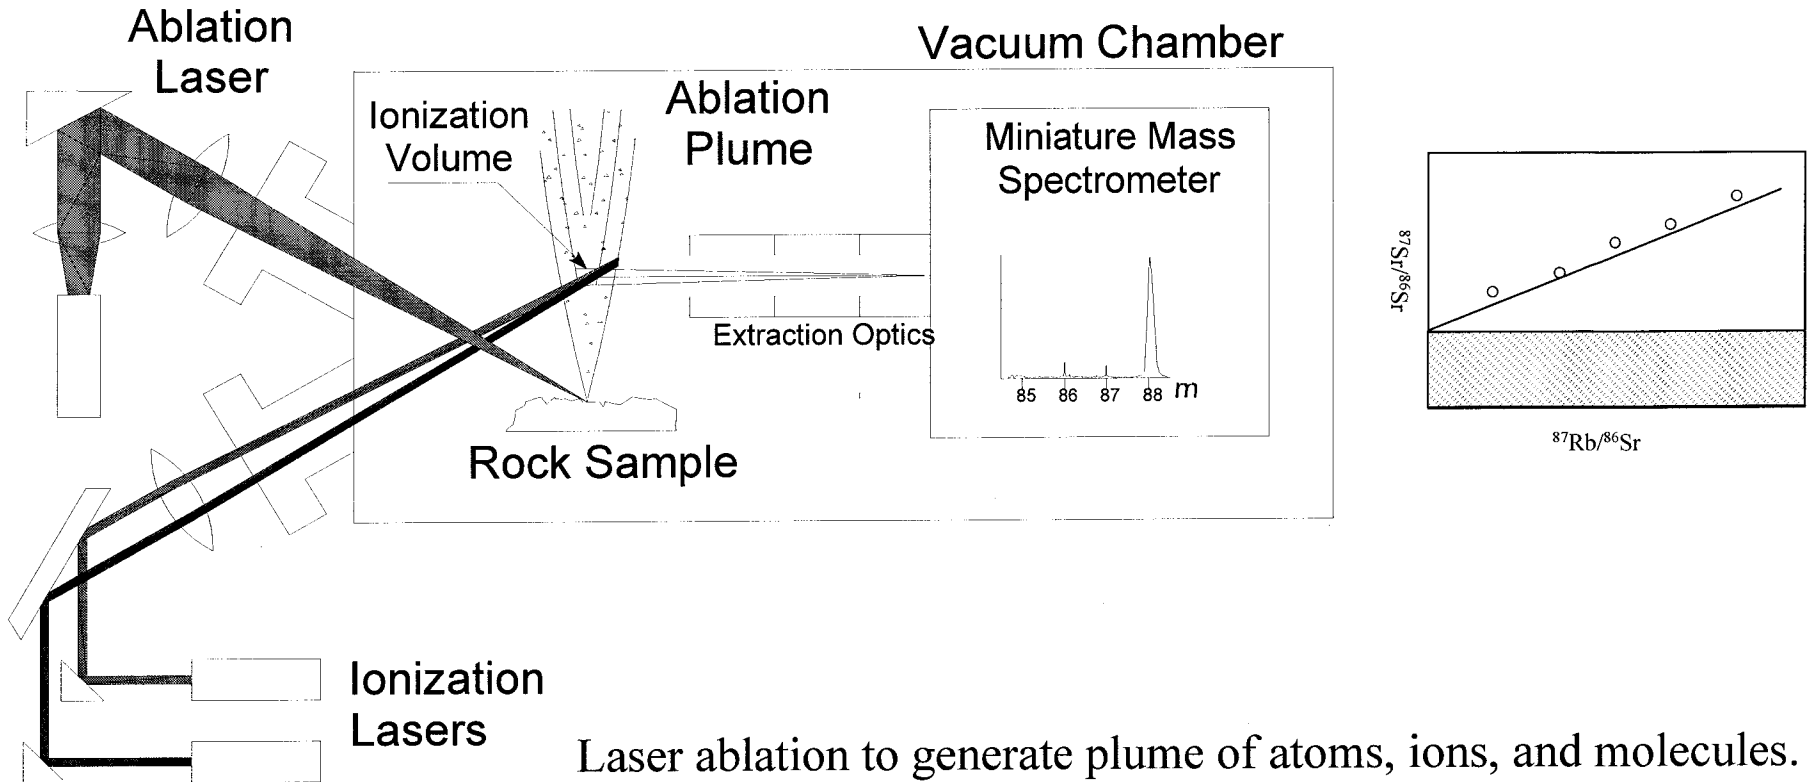 Ablation
Laser
Vacuum Chamber
Ionization
Volume
Ablation
Plume
Miniature Mass
Spectrometer
Extraction Optics
85 86 87 88 m
Rock Sample
⁸⁷Sr/⁸⁶Sr
⁸⁷Rb/⁸⁶Sr
Ionization
Lasers
Laser ablation to generate plume of atoms, ions, and molecules.